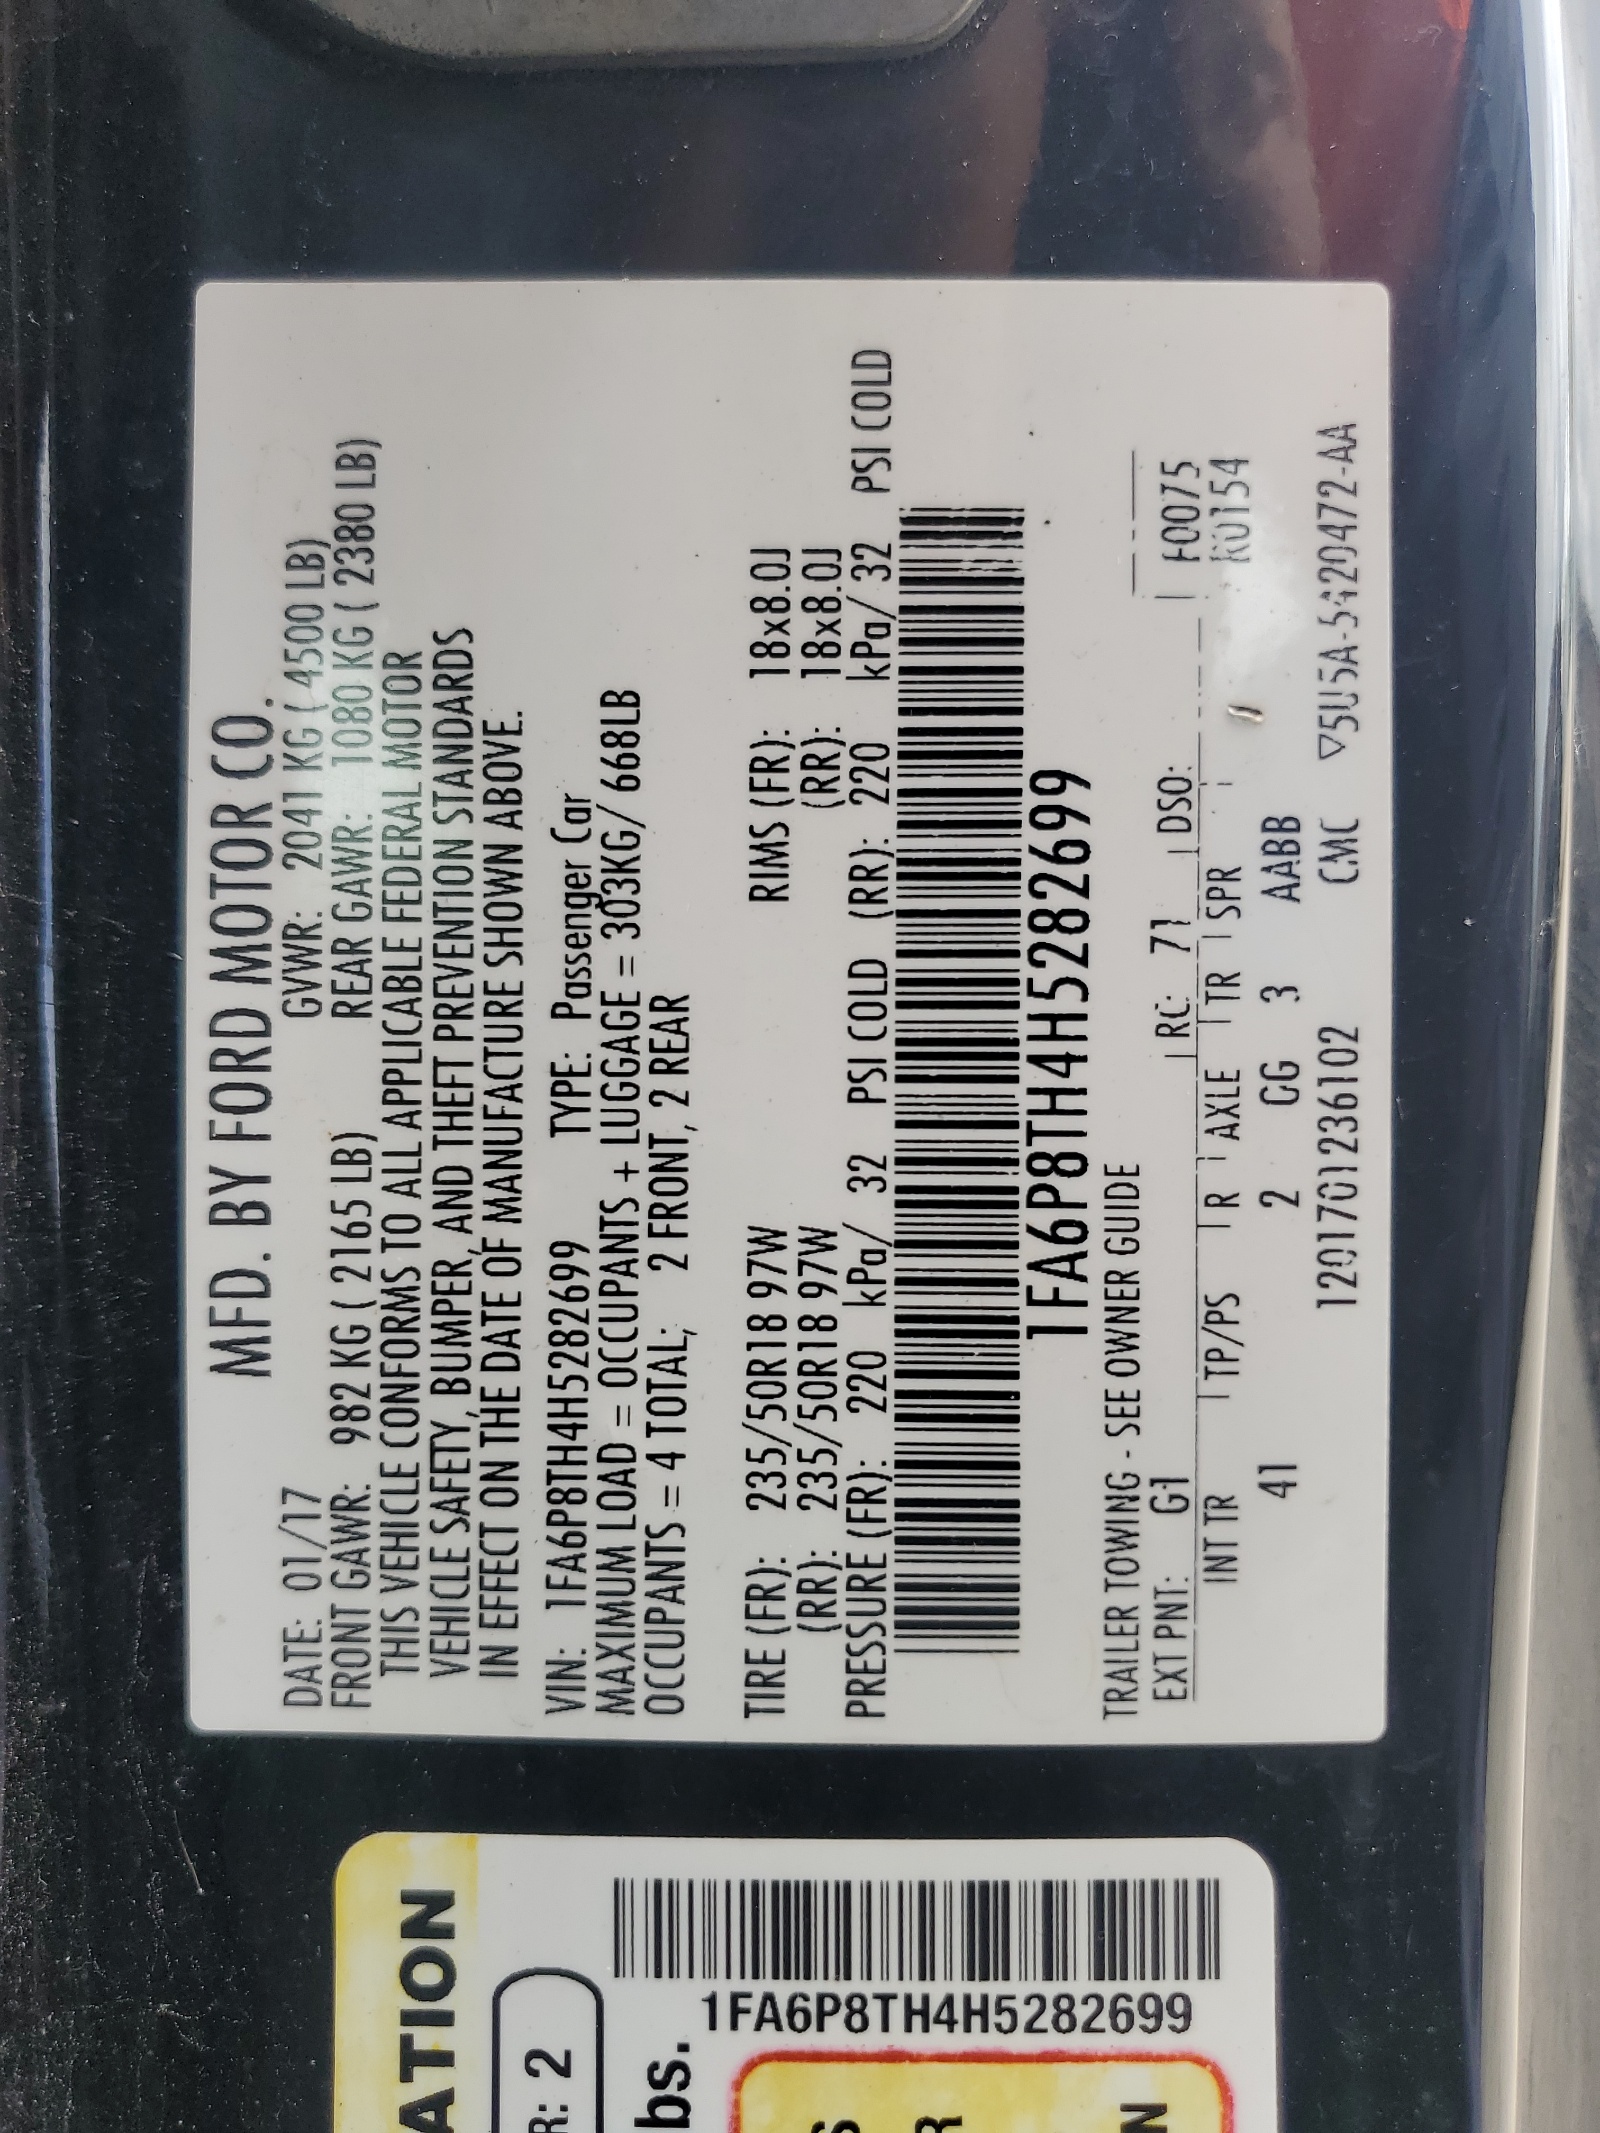 MFD. BY FORD MOTOR CO.
DATE: 01/17 GVWR: 2041 KG ( 4500 LB)
FRONT GAWR: 982 KG ( 2165 LB) REAR GAWR: 1080 KG ( 2380 LB)
THIS VEHICLE CONFORMS TO ALL APPLICABLE FEDERAL MOTOR
VEHICLE SAFETY, BUMPER, AND THEFT PREVENTION STANDARDS
IN EFFECT ON THE DATE OF MANUFACTURE SHOWN ABOVE.
VIN: 1FA6P8TH4H5282699 TYPE: Passenger Car
MAXIMUM LOAD = OCCUPANTS + LUGGAGE = 303KG/ 668LB
OCCUPANTS = 4 TOTAL; 2 FRONT, 2 REAR
TIRE (FR): 235/50R18 97W RIMS (FR): 18x8.0J
(RR): 235/50R18 97W (RR): 18x8.0J
PRESSURE (FR): 220 kPa/ 32 PSI COLD (RR): 220 kPa/ 32 PSI COLD
1FA6P8TH4H5282699
TRAILER TOWING - SEE OWNER GUIDE
EXT PNT: G1 RC: 71 DSO: F0075
INT TR TP/PS R AXLE TR SPR R0154
41 2 CG 3 AABB
1201701236102 CMC ▽5U5A-5420472-AA
ATION
R: 2
bs.
1FA6P8TH4H5282699